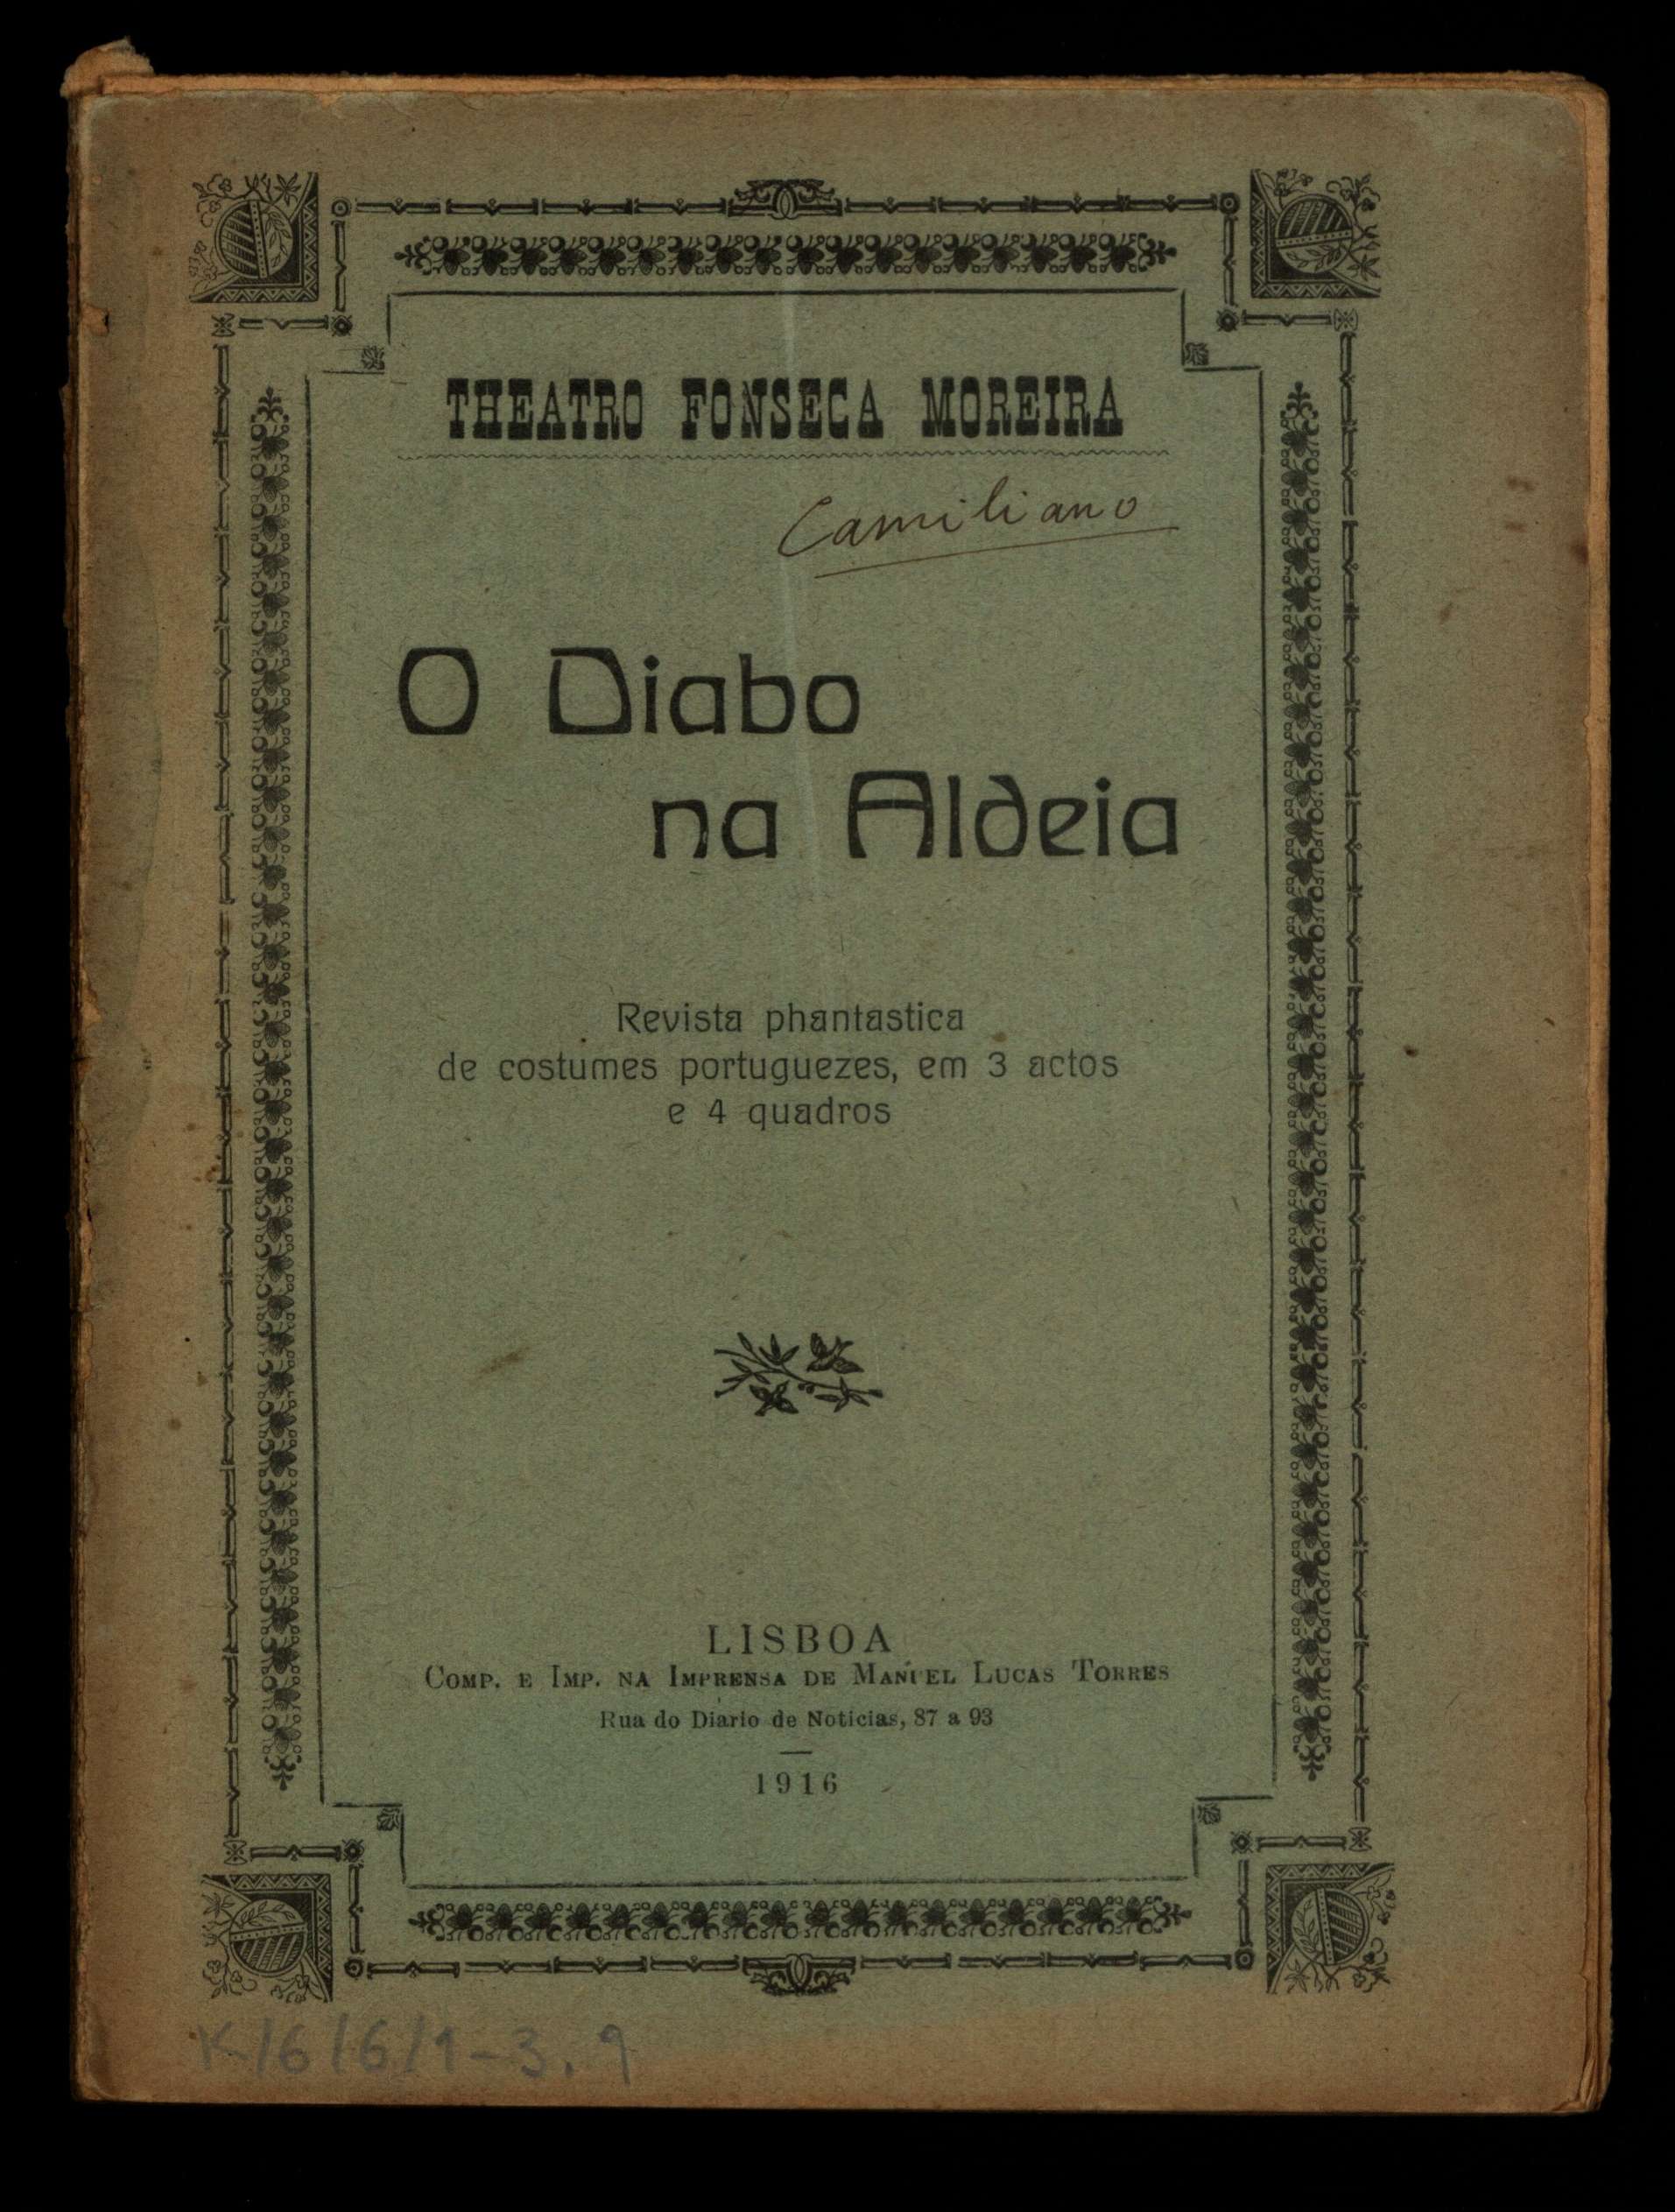 THEATRO FONSECA MOREIRA
Camiliano
O Diabo
na Aldeia
Revista phantastica
de costumes portuguezes, em 3 actos
e 4 quadros
LISBOA
COMP. E IMP. NA IMPRENSA DE MANUEL LUCAS TORRES
Rua do Diario de Noticias, 87 a 93
1916
K/6/6/1-3.9